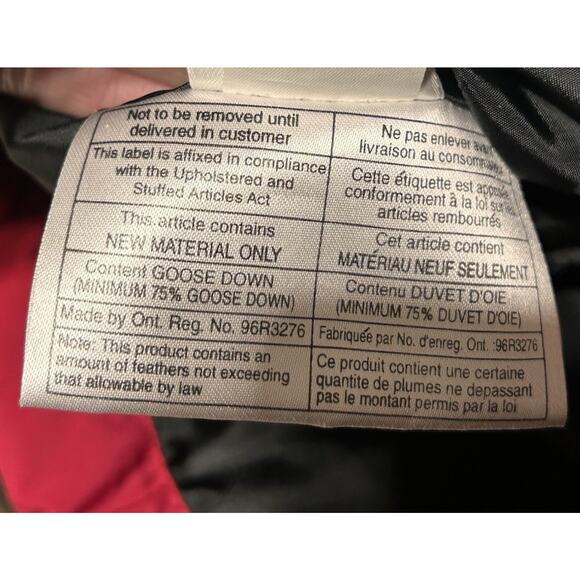 Not to be removed until
delivered in customer
This label is affixed in compliance
with the Upholstered and
Stuffed Articles Act
This article contains
NEW MATERIAL ONLY
Content GOOSE DOWN
(MINIMUM 75% GOOSE DOWN)
Made by Ont. Reg. No. 96R3276
Note: This product contains an
amount of feathers not exceeding
that allowable by law
Ne pas enlever
livraison au
Cette étiquette est
conformément à la loi sur
articles rembourrés
Cet article contient
MATÉRIAU NEUF SEULEMENT
Contenu DUVET D'OIE
(MINIMUM 75% DUVET D'OIE)
Fabriquée par No. d'enreg. Ont. :96R3276
Ce produit contient une certaine
quantite de plumes ne depassant
pas le montant permis par la loi